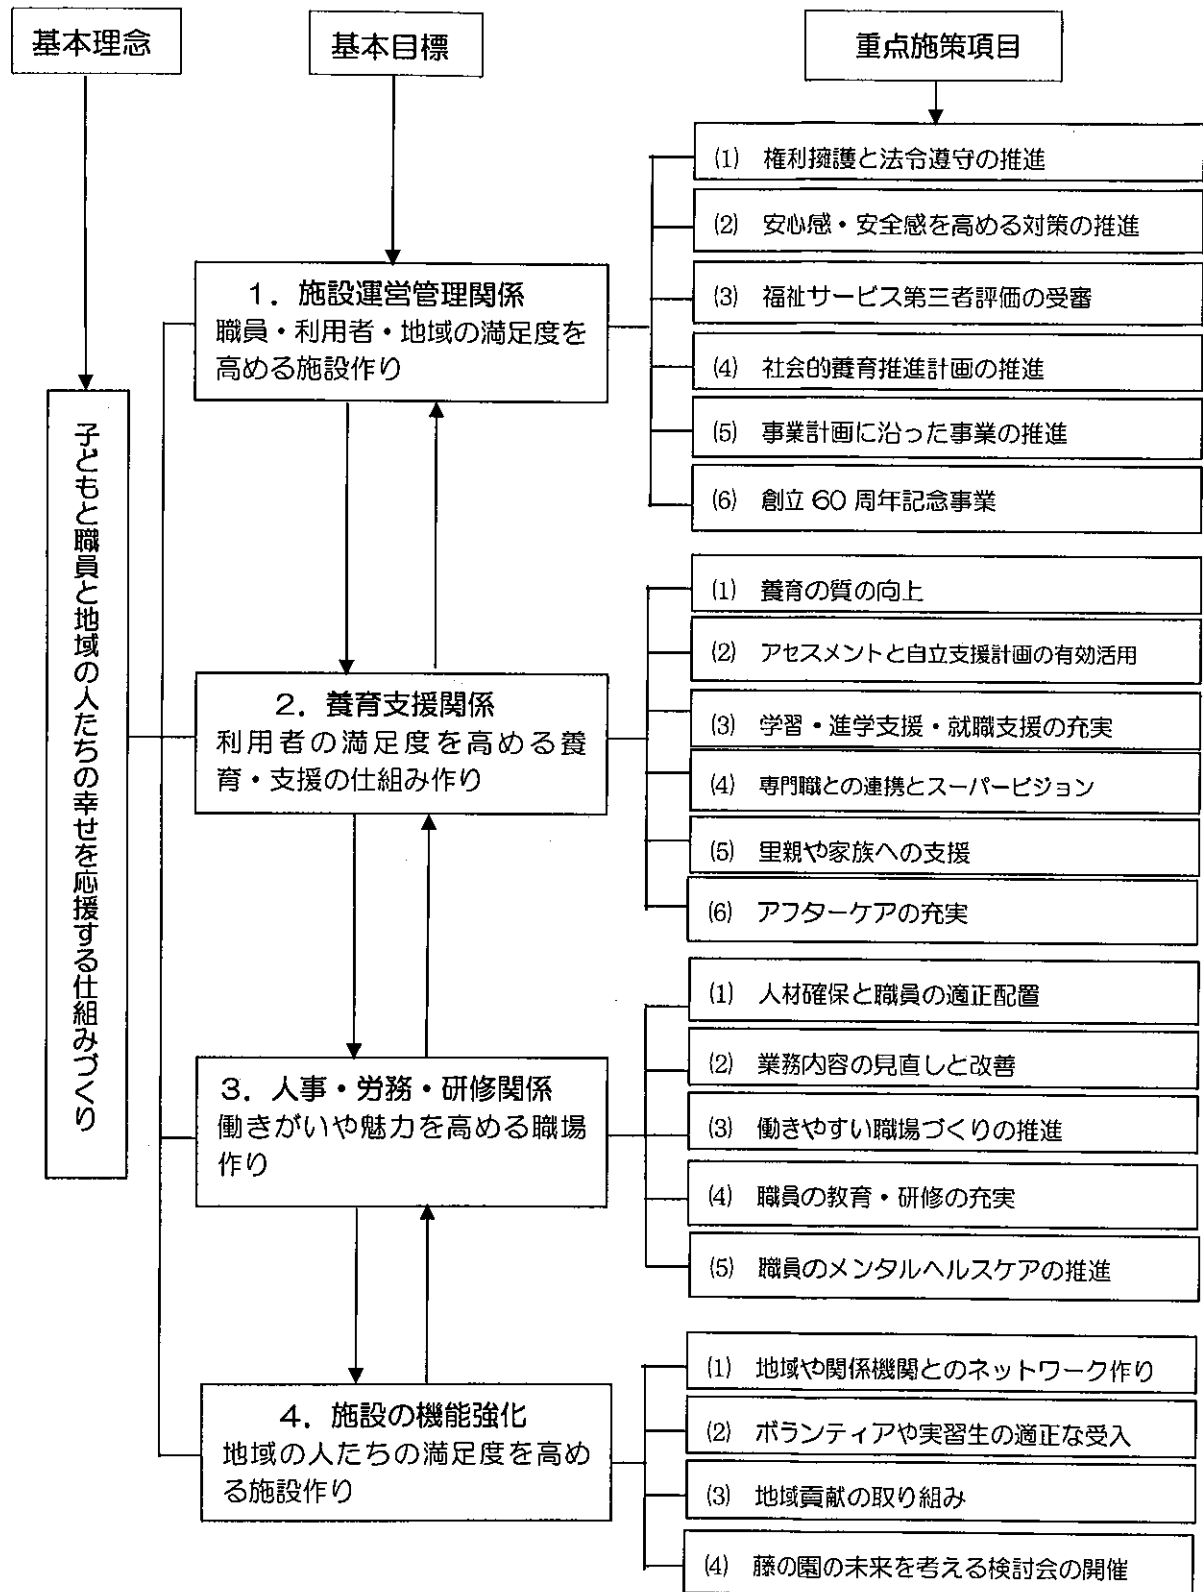 基本理念
基本目標
重点施策項目
子どもと職員と地域の人たちの幸せを応援する仕組みづくり
1．施設運営管理関係
職員・利用者・地域の満足度を
高める施設作り
(1) 権利擁護と法令遵守の推進
(2) 安心感・安全感を高める対策の推進
(3) 福祉サービス第三者評価の受審
(4) 社会的養育推進計画の推進
(5) 事業計画に沿った事業の推進
(6) 創立 60 周年記念事業
2．養育支援関係
利用者の満足度を高める養
育・支援の仕組み作り
(1) 養育の質の向上
(2) アセスメントと自立支援計画の有効活用
(3) 学習・進学支援・就職支援の充実
(4) 専門職との連携とスーパービジョン
(5) 里親や家族への支援
(6) アフターケアの充実
3．人事・労務・研修関係
働きがいや魅力を高める職場
作り
(1) 人材確保と職員の適正配置
(2) 業務内容の見直しと改善
(3) 働きやすい職場づくりの推進
(4) 職員の教育・研修の充実
(5) 職員のメンタルヘルスケアの推進
4．施設の機能強化
地域の人たちの満足度を高め
る施設作り
(1) 地域や関係機関とのネットワーク作り
(2) ボランティアや実習生の適正な受入
(3) 地域貢献の取り組み
(4) 藤の園の未来を考える検討会の開催